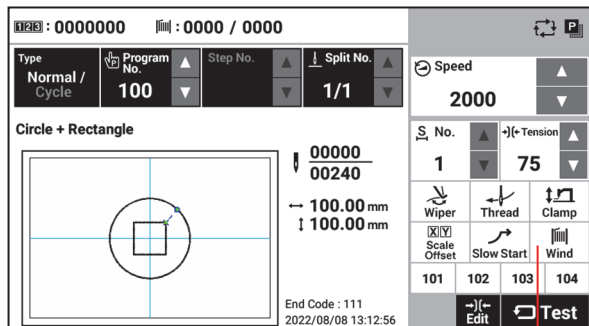 123 : 0000000 : 0000 / 0000
P
Type
Normal /
Cycle
P Program No.
100
Step No.
Split No.
1/1
Speed
2000
Circle + Rectangle
00000
00240
100.00 mm
100.00 mm
S No.
1
Tension
75
Wiper
Thread
Clamp
XY
Scale
Offset
Slow Start
Wind
101 102 103 104
End Code : 111
2022/08/08 13:12:56
Edit
Test